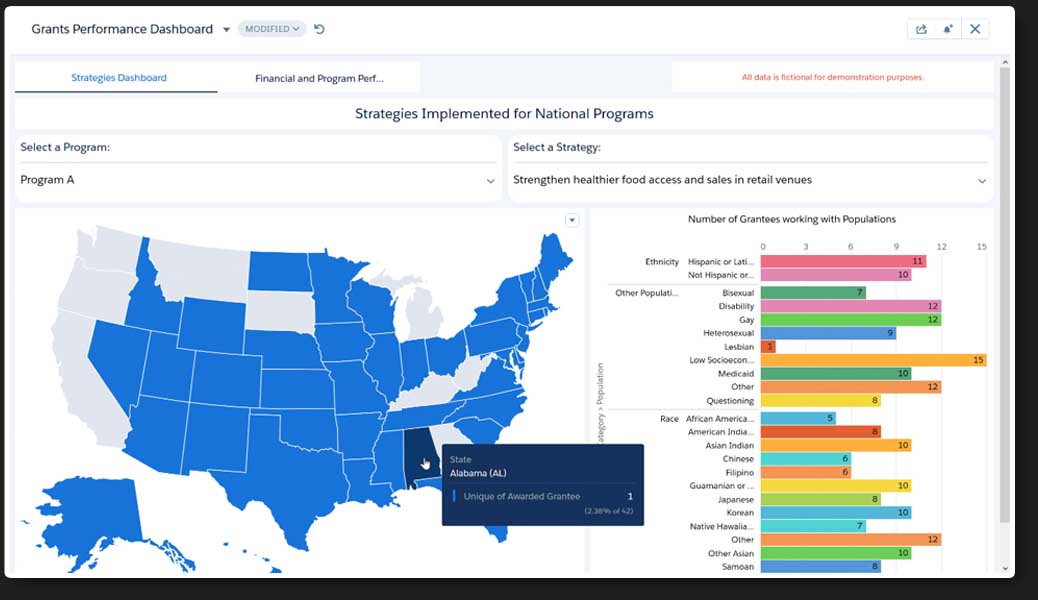 Grants Performance Dashboard
MODIFIED
Strategies Dashboard
Financial and Program Perf...
All data is fictional for demonstration purposes.
Strategies Implemented for National Programs
Select a Program:
Program A
Select a Strategy:
Strengthen healthier food access and sales in retail venues
State
Alabama (AL)
Unique of Awarded Grantee 1
(2.38% of 42)
Number of Grantees working with Populations
0 3 6 9 12 15
ategory > Population
Ethnicity Hispanic or Lati... 11
Not Hispanic or... 10
Other Populati... Bisexual 7
Disability 12
Gay 12
Heterosexual 9
Lesbian 1
Low Socioecon... 15
Medicaid 10
Other 12
Questioning 8
Race African America... 5
American India... 8
Asian Indian 10
Chinese 6
Filipino 6
Guamanian or ... 10
Japanese 8
Korean 10
Native Hawaiia... 7
Other 12
Other Asian 10
Samoan 8